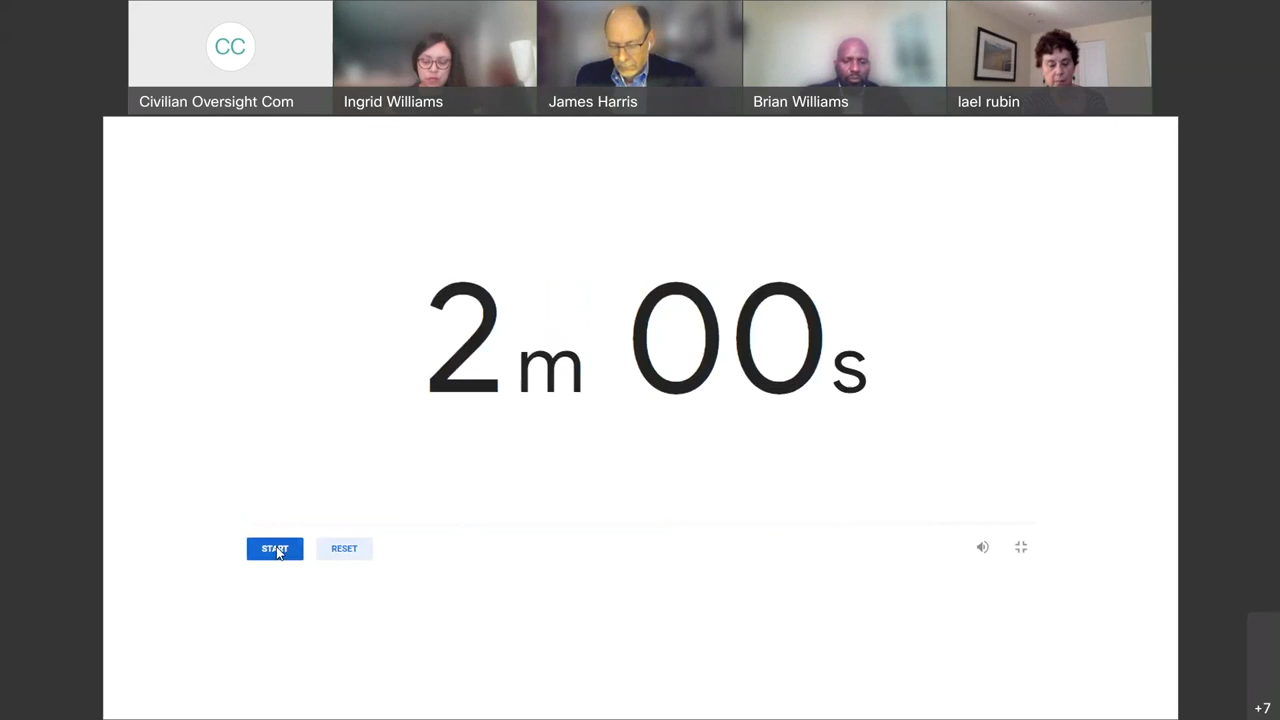 CC
Civilian Oversight Com
Ingrid Williams
James Harris
Brian Williams
lael rubin
2m 00s
START
RESET
+7